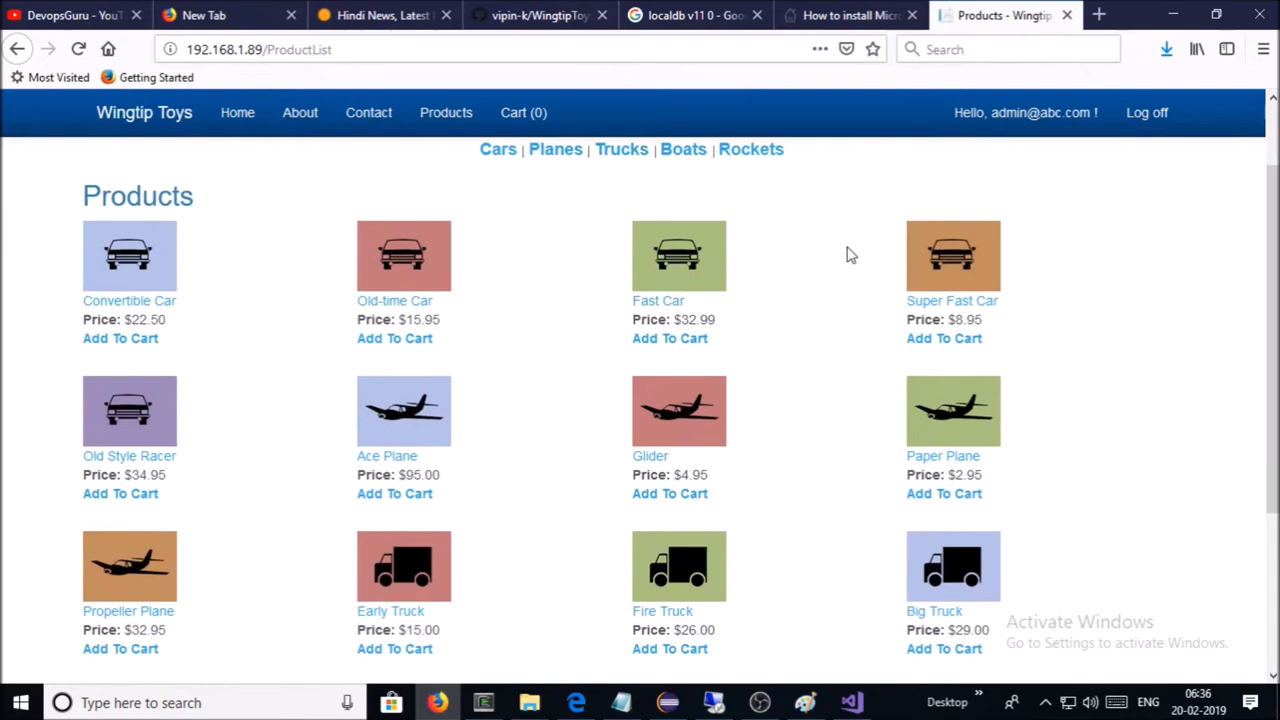 DevopsGuru - YouT
New Tab
Hindi News, Latest
vipin-k/WingtipToy
localdb v11 0 - Goo
How to install Micr
Products - Wingtip
192.168.1.89/ProductList
Search
Most Visited
Getting Started
Wingtip Toys
Home
About
Contact
Products
Cart (0)
Hello, admin@abc.com !
Log off
Cars | Planes | Trucks | Boats | Rockets
Products
Convertible Car
Price: $22.50
Add To Cart
Old-time Car
Price: $15.95
Add To Cart
Fast Car
Price: $32.99
Add To Cart
Super Fast Car
Price: $8.95
Add To Cart
Old Style Racer
Price: $34.95
Add To Cart
Ace Plane
Price: $95.00
Add To Cart
Glider
Price: $4.95
Add To Cart
Paper Plane
Price: $2.95
Add To Cart
Propeller Plane
Price: $32.95
Add To Cart
Early Truck
Price: $15.00
Add To Cart
Fire Truck
Price: $26.00
Add To Cart
Big Truck
Price: $29.00
Add To Cart
Activate Windows
Go to Settings to activate Windows.
Type here to search
Desktop
ENG
06:36
20-02-2019